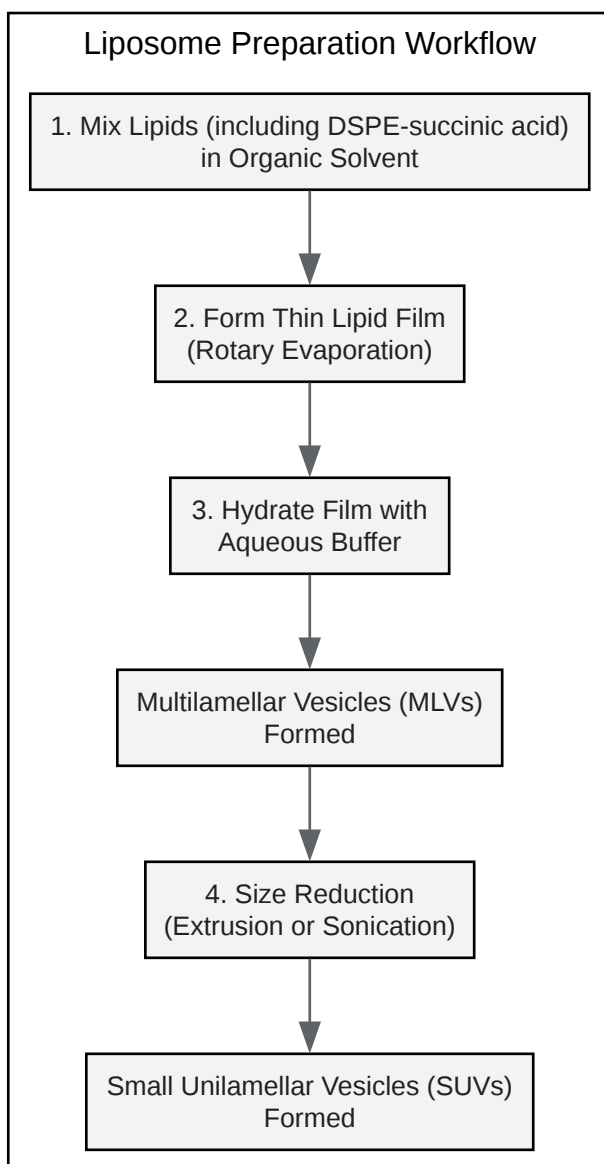 Liposome Preparation Workflow
1. Mix Lipids (including DSPE-succinic acid)
in Organic Solvent
2. Form Thin Lipid Film
(Rotary Evaporation)
3. Hydrate Film with
Aqueous Buffer
Multilamellar Vesicles (MLVs)
Formed
4. Size Reduction
(Extrusion or Sonication)
Small Unilamellar Vesicles (SUVs)
Formed